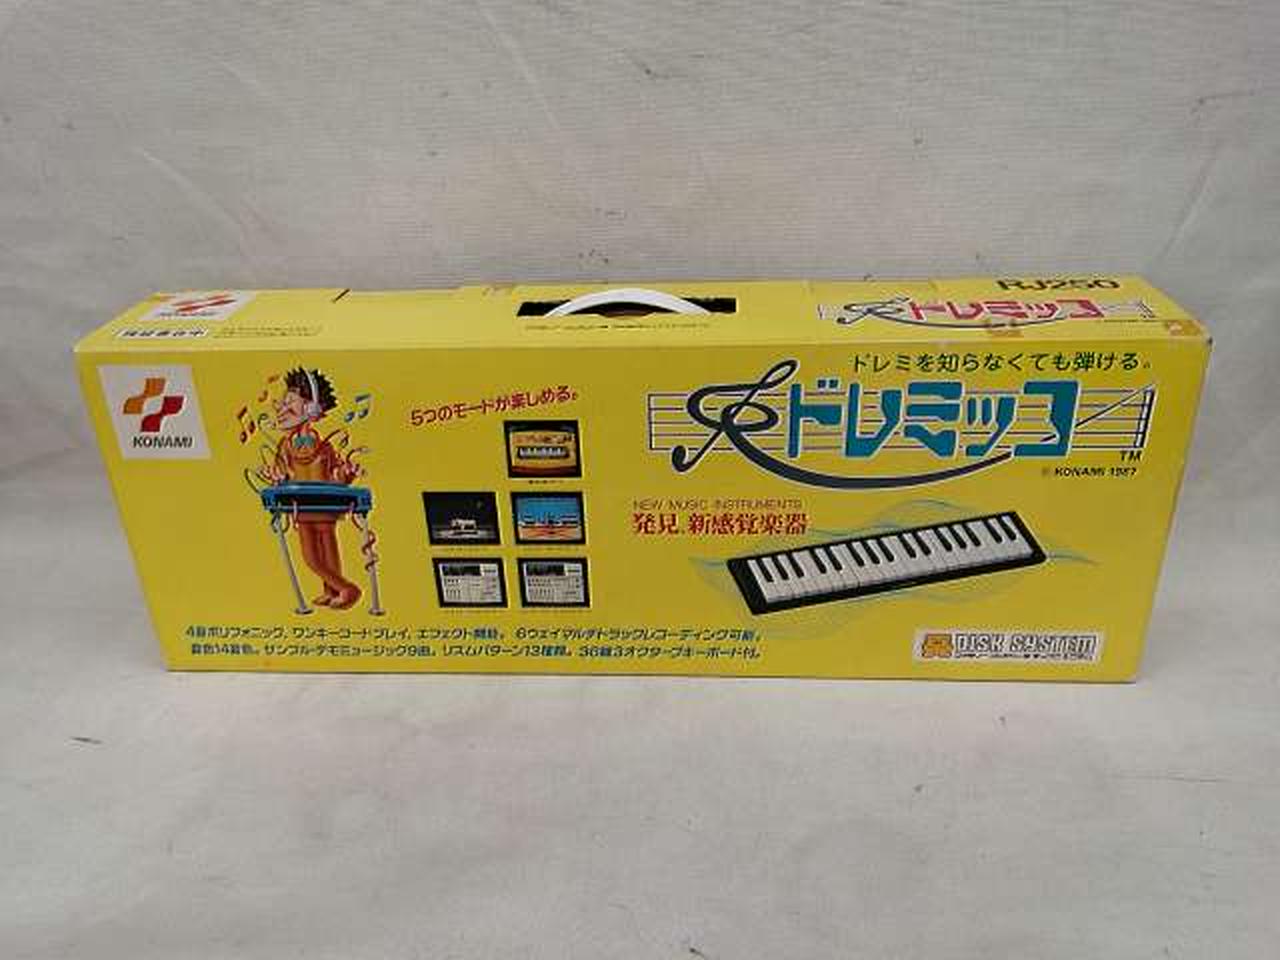 KONAMI
RJ250
ドレミッコ
KONAMI
5つのモードが楽しめる。
ドレミを知らなくても弾ける。
ドレミッコ
TM
© KONAMI 1987
NEW MUSIC INSTRUMENTS
発見、新感覚楽器
4音ポリフォニック、ワンキーコードプレイ、エフェクト機能。6ウェイマルチトラックレコーディング可能。
音色14音色。サンプル・デモミュージック9曲。リズムパターン13種類。36鍵3オクターブキーボード付。
DISK SYSTEM